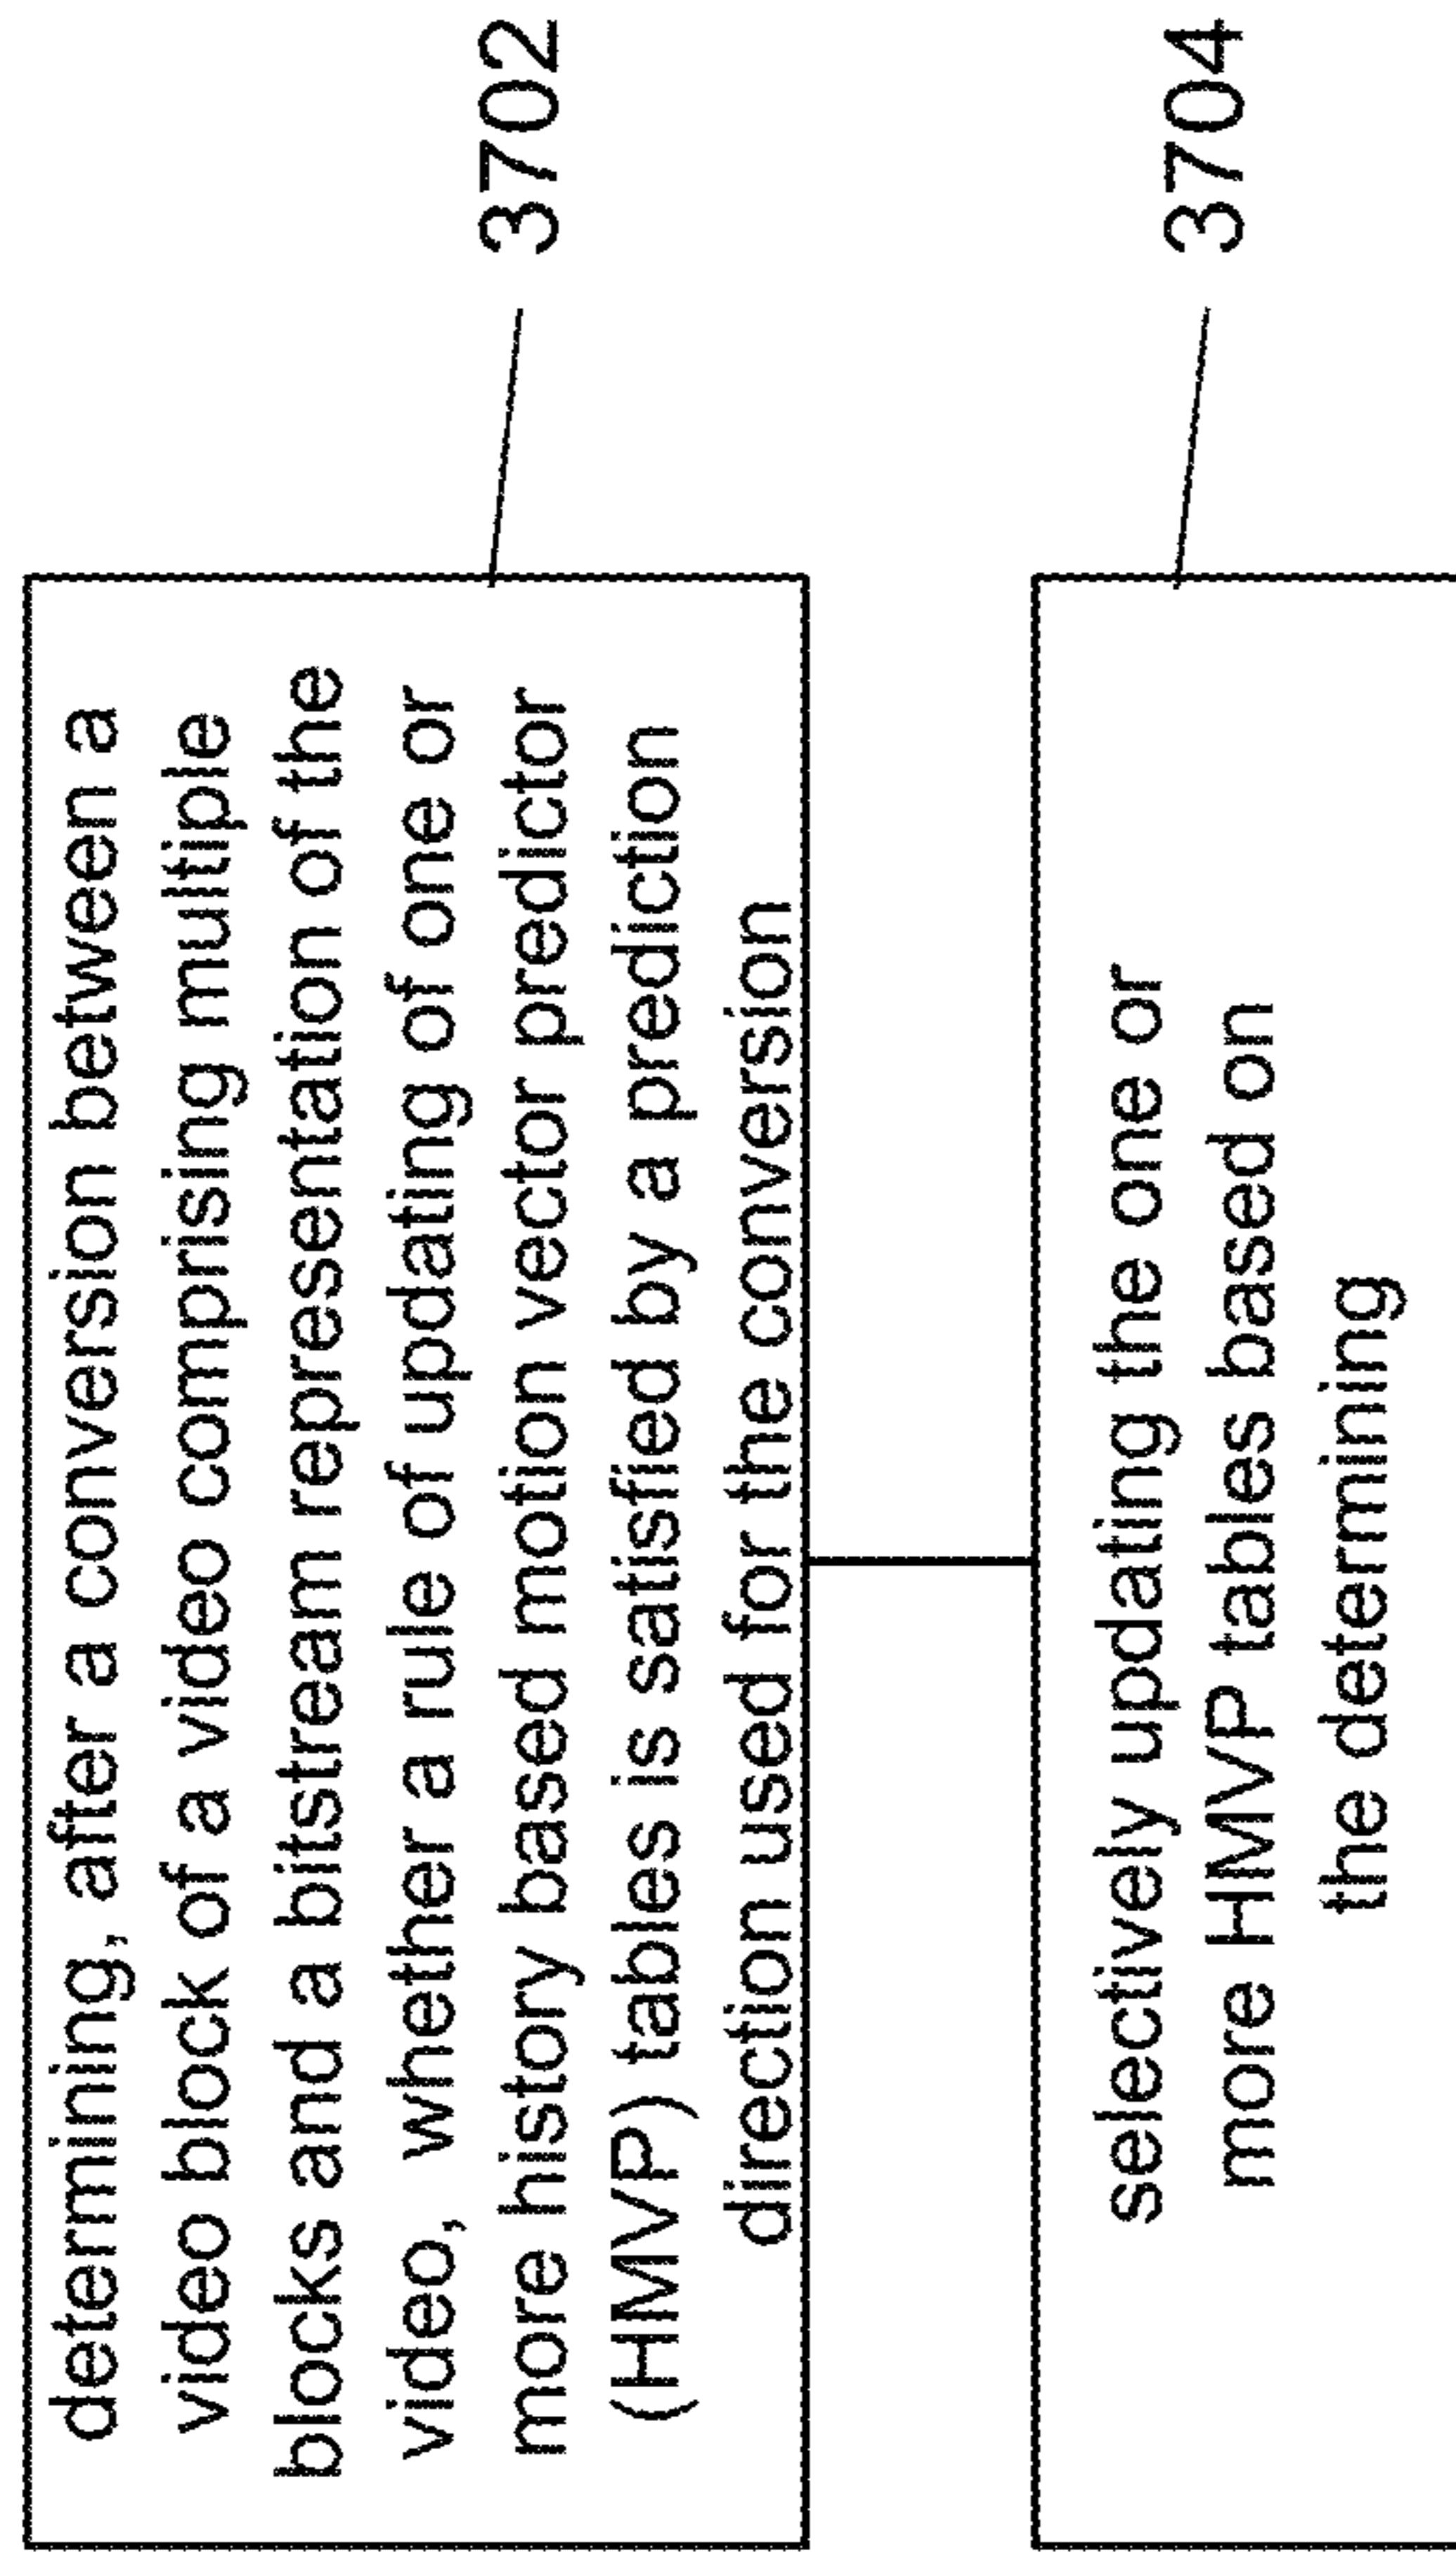 determining, after a conversion between a
video block of a video comprising multiple
blocks and a bitstream representation of the
video, whether a rule of updating of one or
more history based motion vector predictor
(HMVP) tables is satisfied by a prediction
direction used for the conversion
3702
selectively updating the one or
more HMVP tables based on
the determining
3704